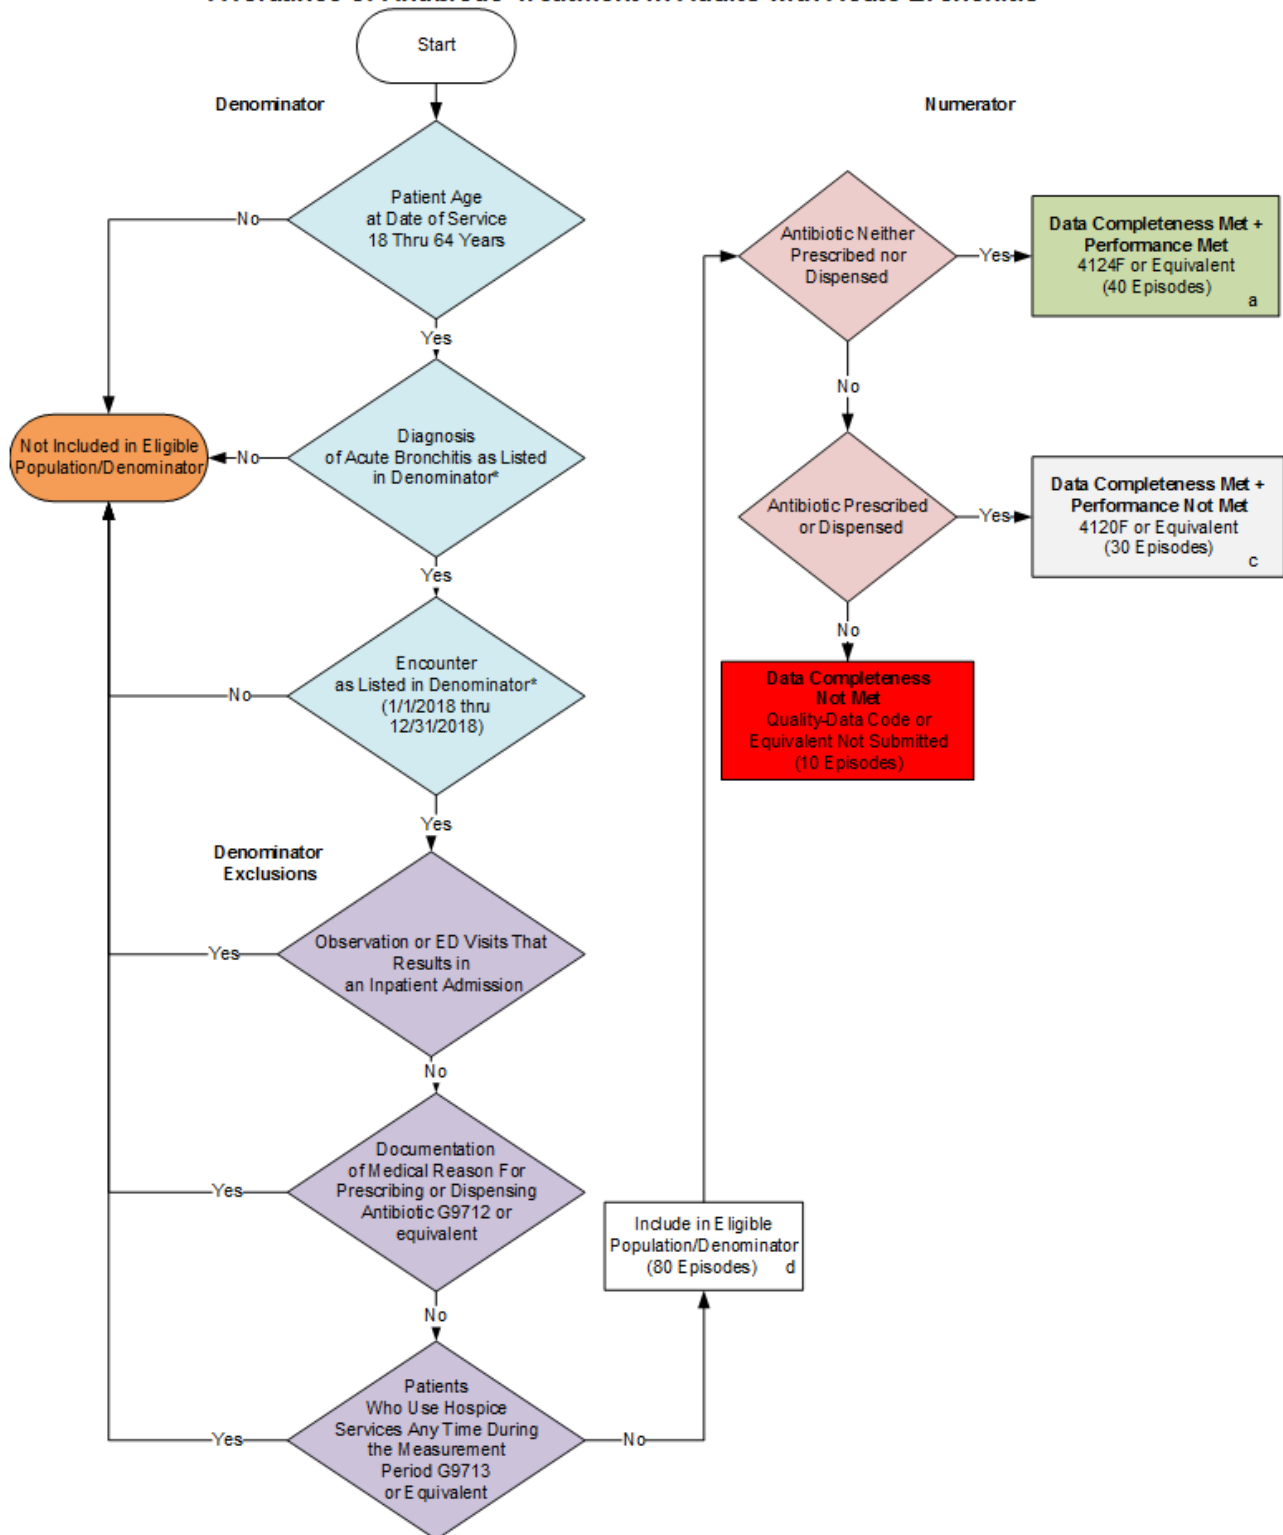 Start
Denominator
Patient Age
at Date of Service
18 Thru 64 Years
No
Yes
Not Included in Eligible
Population/Denominator
No
Diagnosis
of Acute Bronchitis as Listed
in Denominator*
Yes
Encounter
as Listed in Denominator*
(1/1/2018 thru
12/31/2018)
No
Yes
Denominator
Exclusions
Observation or ED Visits That
Results in
an Inpatient Admission
Yes
No
Documentation
of Medical Reason For
Prescribing or Dispensing
Antibiotic G9712 or
equivalent
Yes
No
Patients
Who Use Hospice
Services Any Time During
the Measurement
Period G9713
or Equivalent
Yes
No
Include in Eligible
Population/Denominator
(80 Episodes) d
Numerator
Antibiotic Neither
Prescribed nor
Dispensed
Yes
Data Completeness Met +
Performance Met
4124F or Equivalent
(40 Episodes)
a
No
Antibiotic Prescribed
or Dispensed
Yes
Data Completeness Met +
Performance Not Met
4120F or Equivalent
(30 Episodes)
c
No
Data Completeness
Not Met
Quality-Data Code or
Equivalent Not Submitted
(10 Episodes)